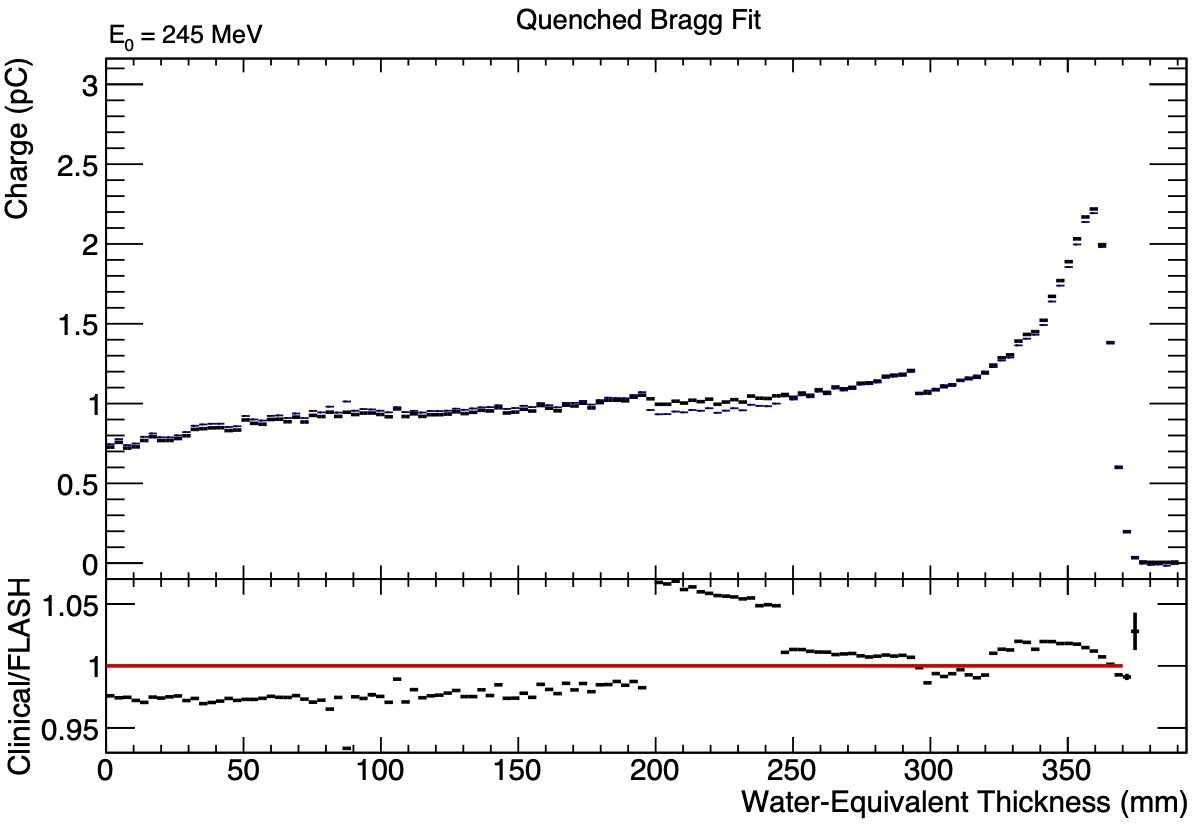 Quenched Bragg Fit
E₀ = 245 MeV
Charge (pC)
3
2.5
2
1.5
1
0.5
0
Clinical/FLASH
1.05
1
0.95
0 50 100 150 200 250 300 350
Water-Equivalent Thickness (mm)